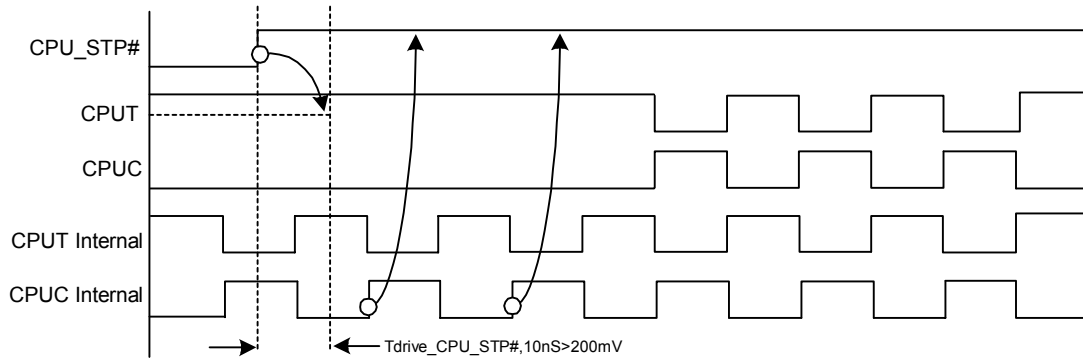 CPU_STP#
CPUT
CPUC
CPUT Internal
CPUC Internal
Tdrive_CPU_STP#,10nS>200mV